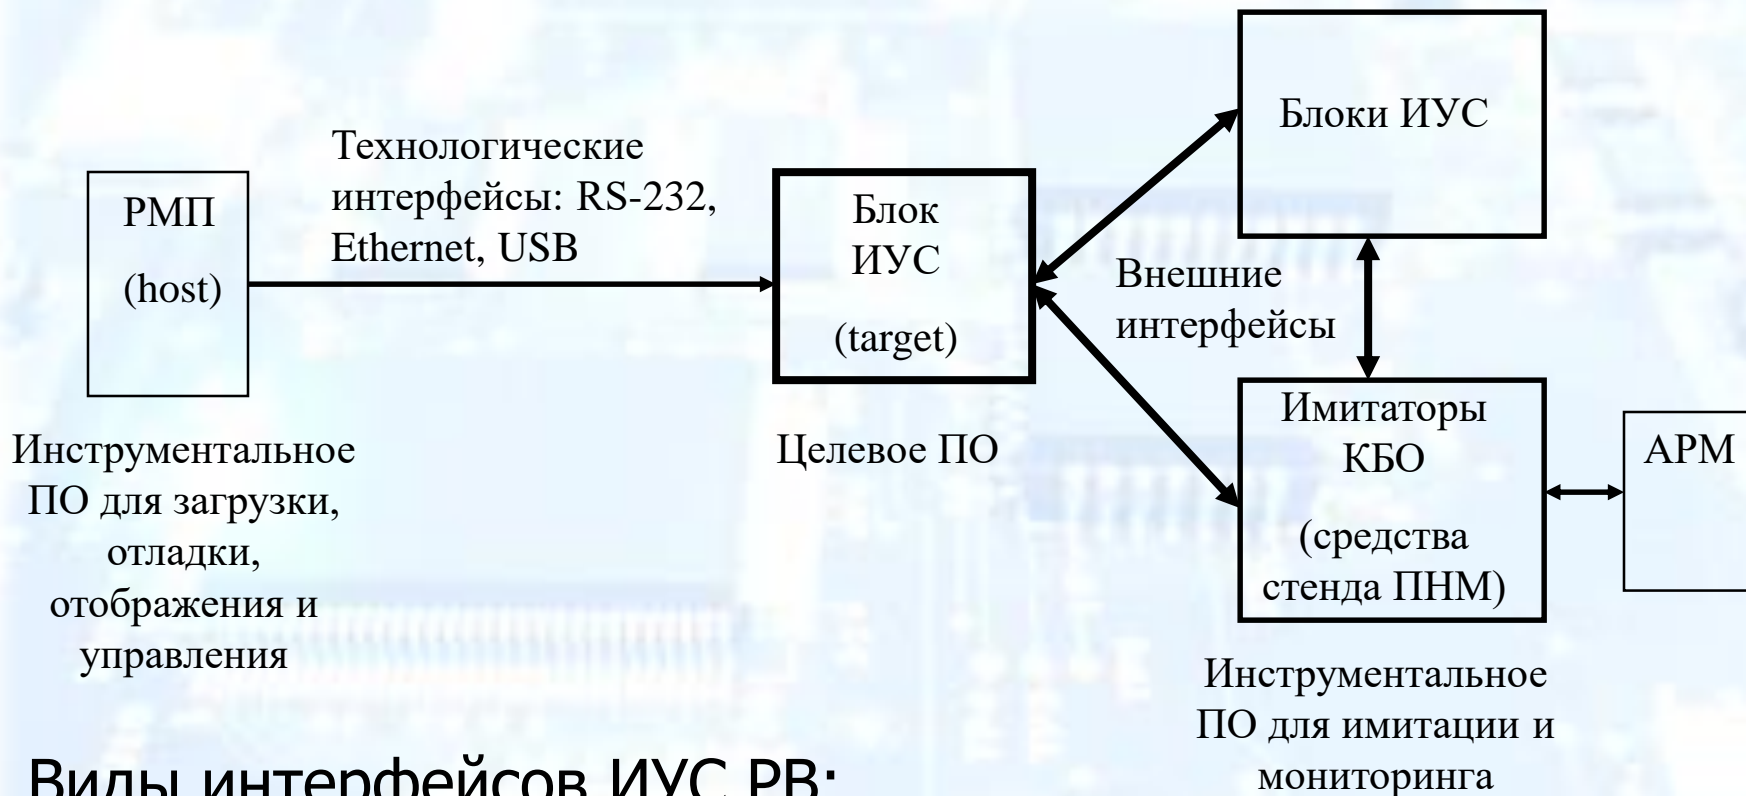 РМП
(host)
Технологические
интерфейсы: RS-232,
Ethernet, USB
Блок
ИУС
(target)
Блоки ИУС
Внешние
интерфейсы
Имитаторы
КБО
(средства
стенда ПНМ)
АРМ
Инструментальное
ПО для загрузки,
отладки,
отображения и
управления
Целевое ПО
Инструментальное
ПО для имитации и
мониторинга
Виды интерфейсов ИУС РВ: